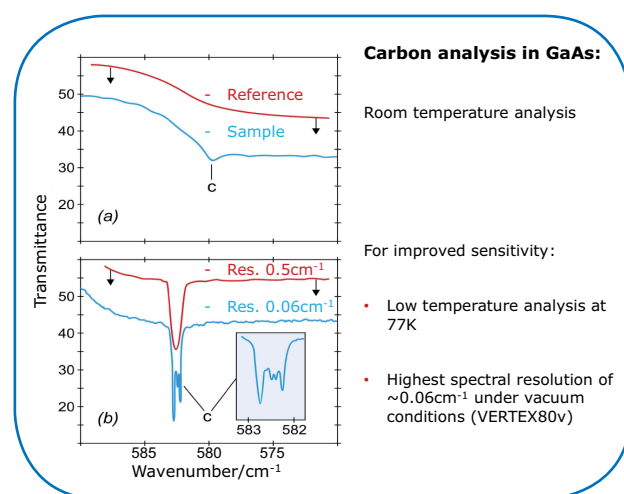 Carbon analysis in GaAs:
Room temperature analysis
For improved sensitivity:
• Low temperature analysis at
77K
• Highest spectral resolution of
~0.06cm⁻¹ under vacuum
conditions (VERTEX80v)
Transmittance
50
40
30
20
10
- Reference
- Sample
C
(a)
50
40
30
20
10
- Res. 0.5cm⁻¹
- Res. 0.06cm⁻¹
C
583 582
(b)
585 580 575
Wavenumber/cm⁻¹